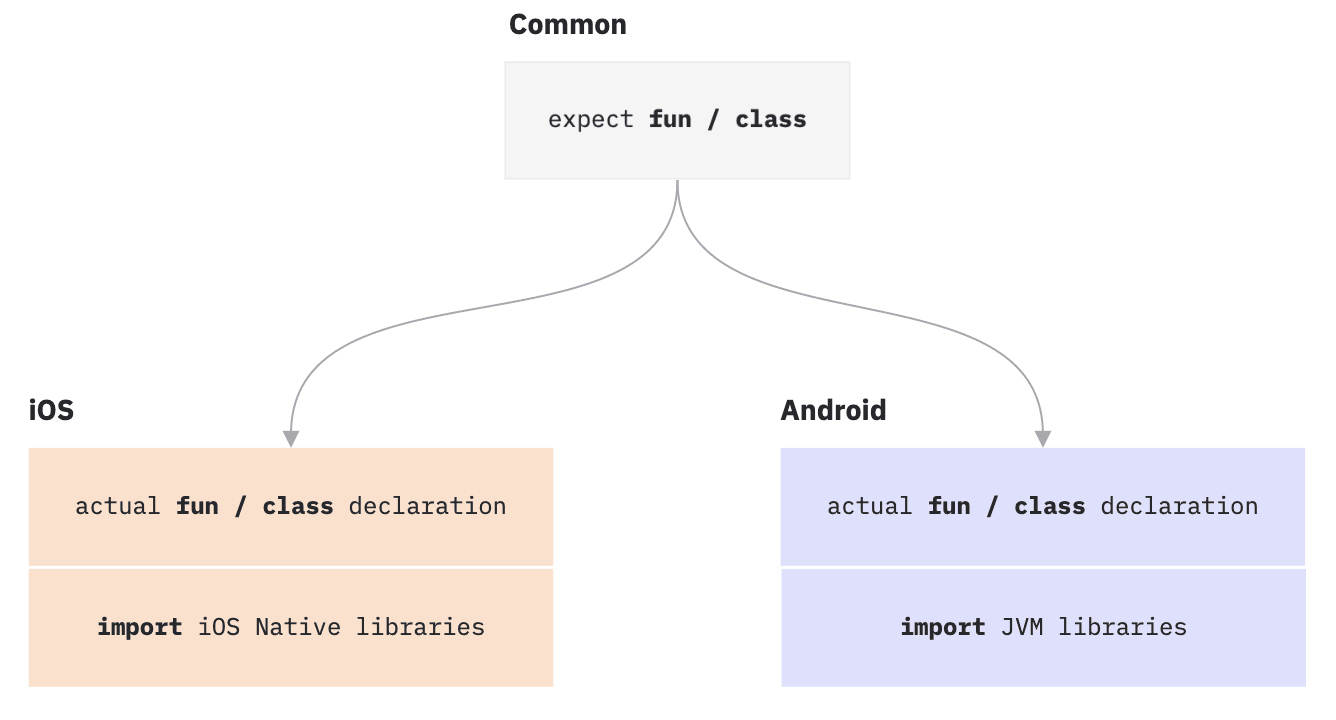 Common
expect fun / class
iOS
actual fun / class declaration
import iOS Native libraries
Android
actual fun / class declaration
import JVM libraries